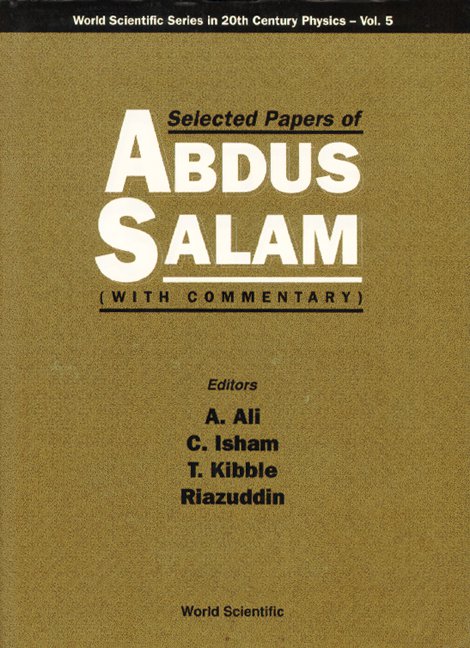 World Scientific Series in 20th Century Physics – Vol. 5
Selected Papers of
ABDUS
SALAM
(WITH COMMENTARY)
Editors
A. Ali
C. Isham
T. Kibble
Riazuddin
World Scientific